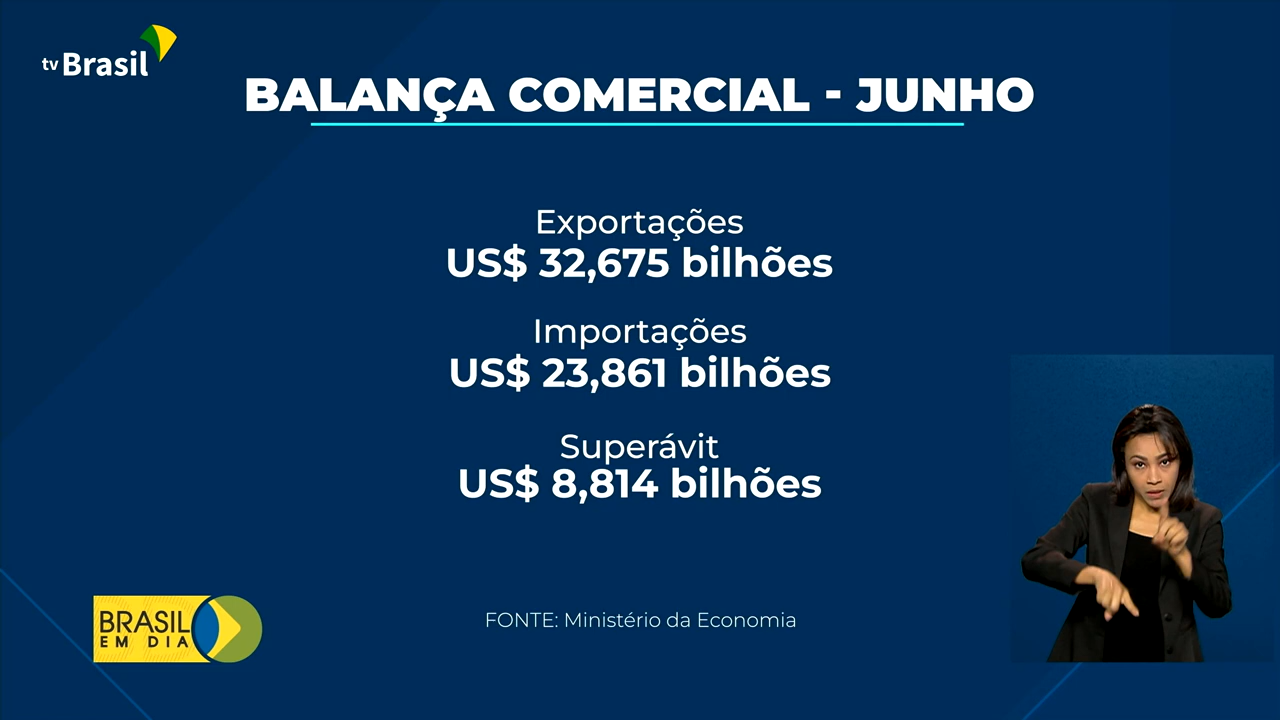 tv Brasil
BALANÇA COMERCIAL - JUNHO
Exportações
US$ 32,675 bilhões
Importações
US$ 23,861 bilhões
Superávit
US$ 8,814 bilhões
BRASIL
EM DIA
FONTE: Ministério da Economia